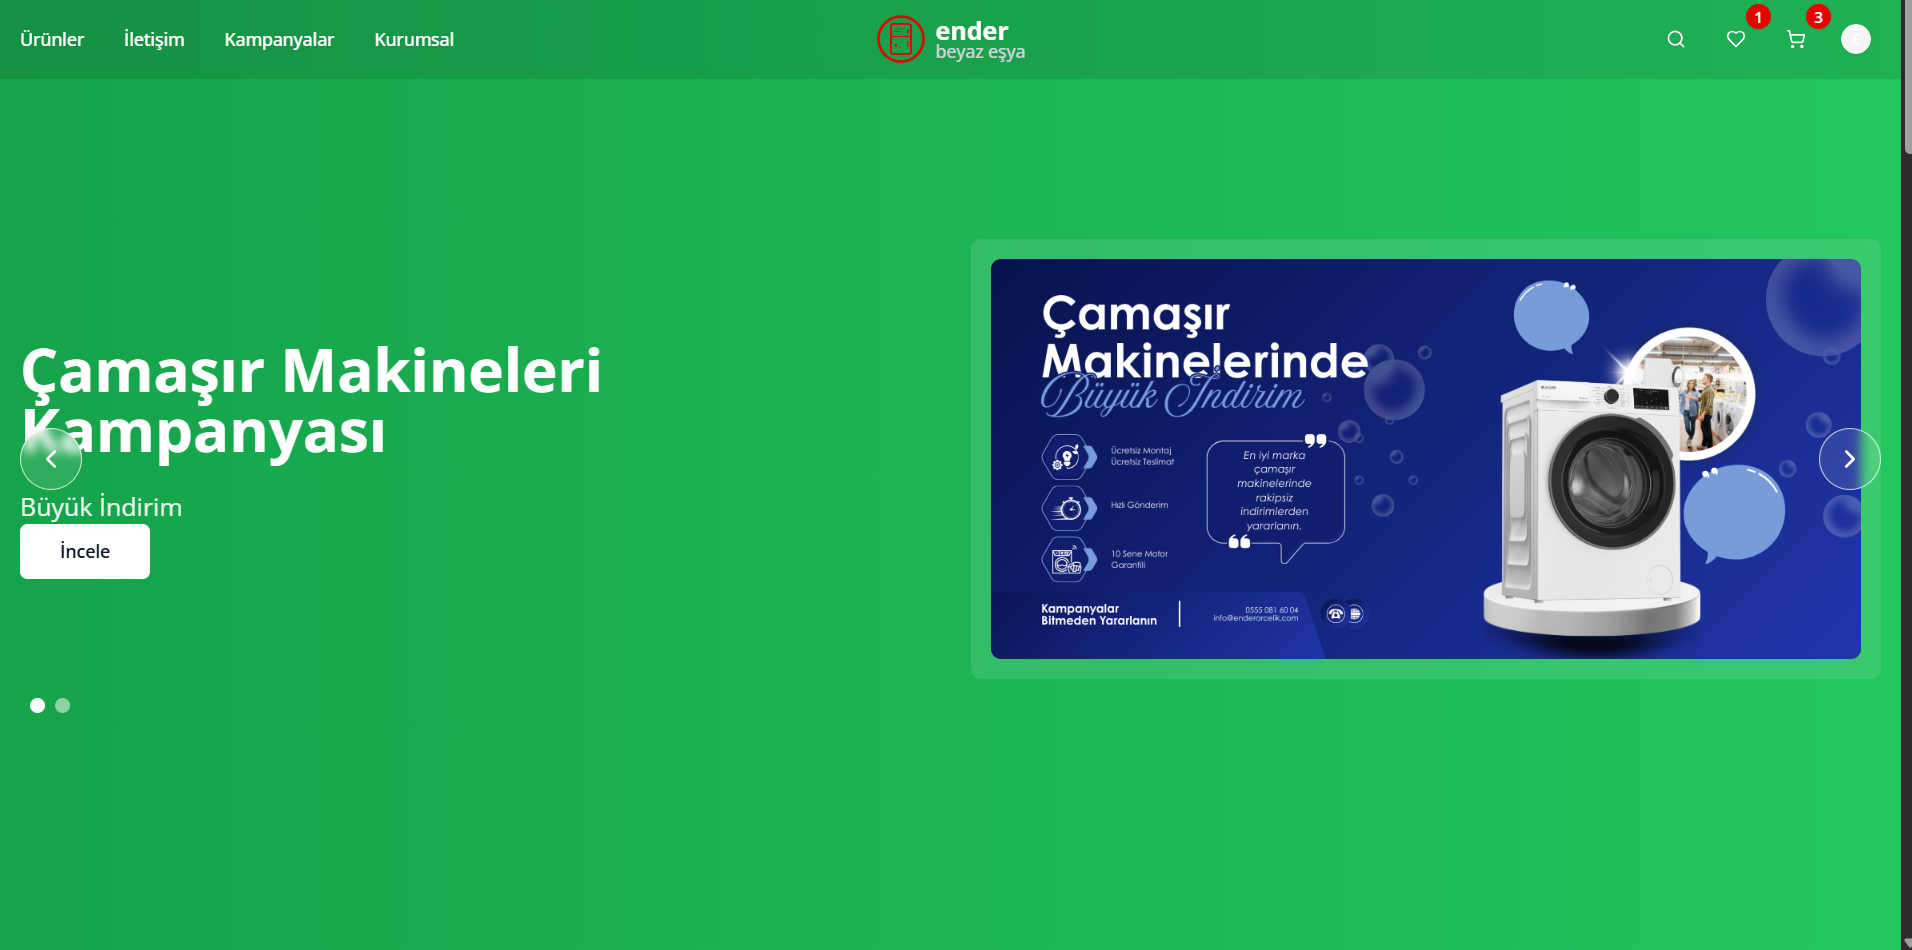 Ürünler
İletişim
Kampanyalar
Kurumsal
ender
beyaz eşya
1
3
Çamaşır Makineleri
Kampanyası
Büyük İndirim
İncele
Çamaşır
Makinelerinde
Büyük İndirim
Ücretsiz Montaj
Ücretsiz Teslimat
Hızlı Gönderim
10 Sene Motor
Garantili
En iyi marka
çamaşır
makinelerinde
rakipsiz
indirimlerden
yararlanın.
Kampanyalar
Bitmeden Yararlanın
0555 081 60 04
info@enderarcelik.com